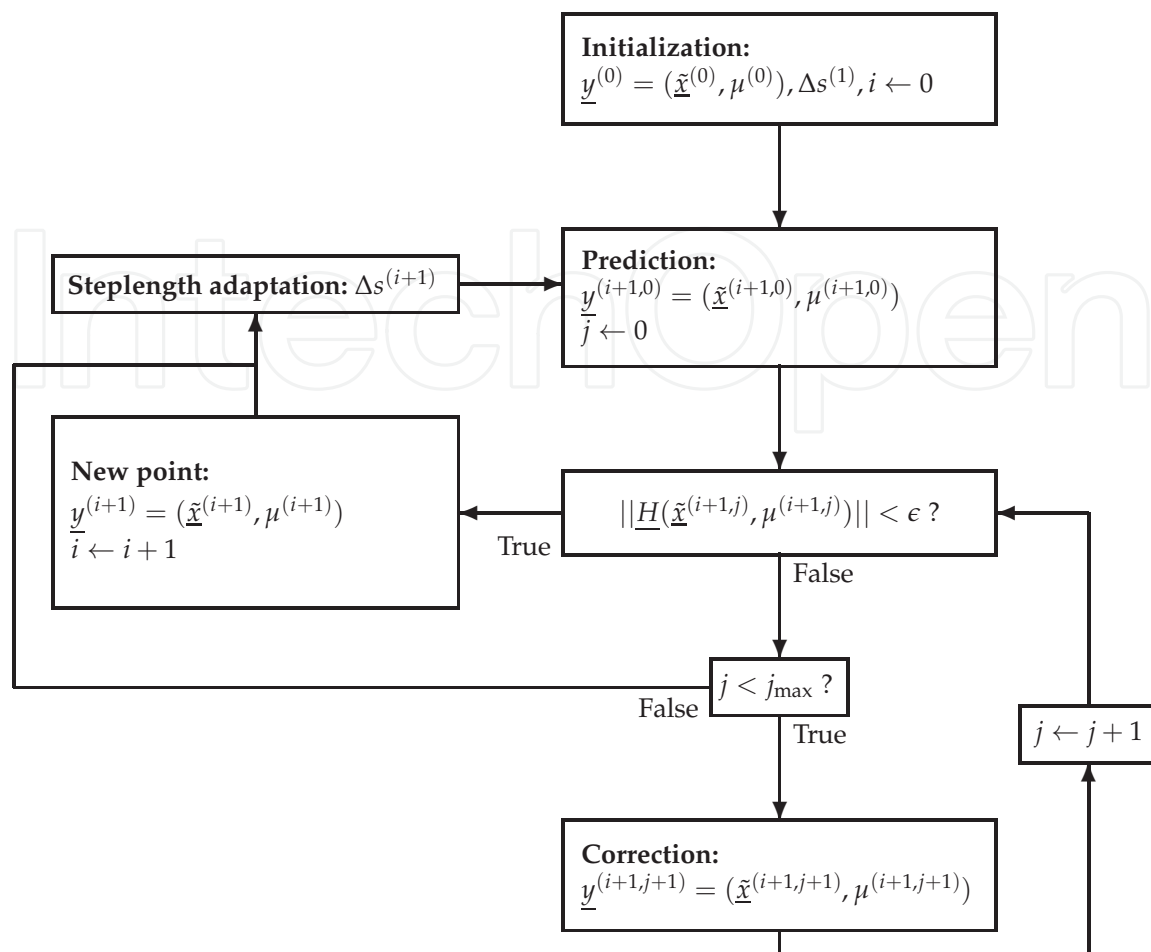 Initialization:
y^(0) = (x̃^(0), μ^(0)), Δs^(1), i ← 0
Steplength adaptation: Δs^(i+1)
Prediction:
y^(i+1,0) = (x̃^(i+1,0), μ^(i+1,0))
j ← 0
IntechOpen
New point:
y^(i+1) = (x̃^(i+1), μ^(i+1))
i ← i + 1
||H(x̃^(i+1,j), μ^(i+1,j))|| < ϵ ?
True
False
j < j_max ?
False
True
j ← j + 1
Correction:
y^(i+1,j+1) = (x̃^(i+1,j+1), μ^(i+1,j+1))